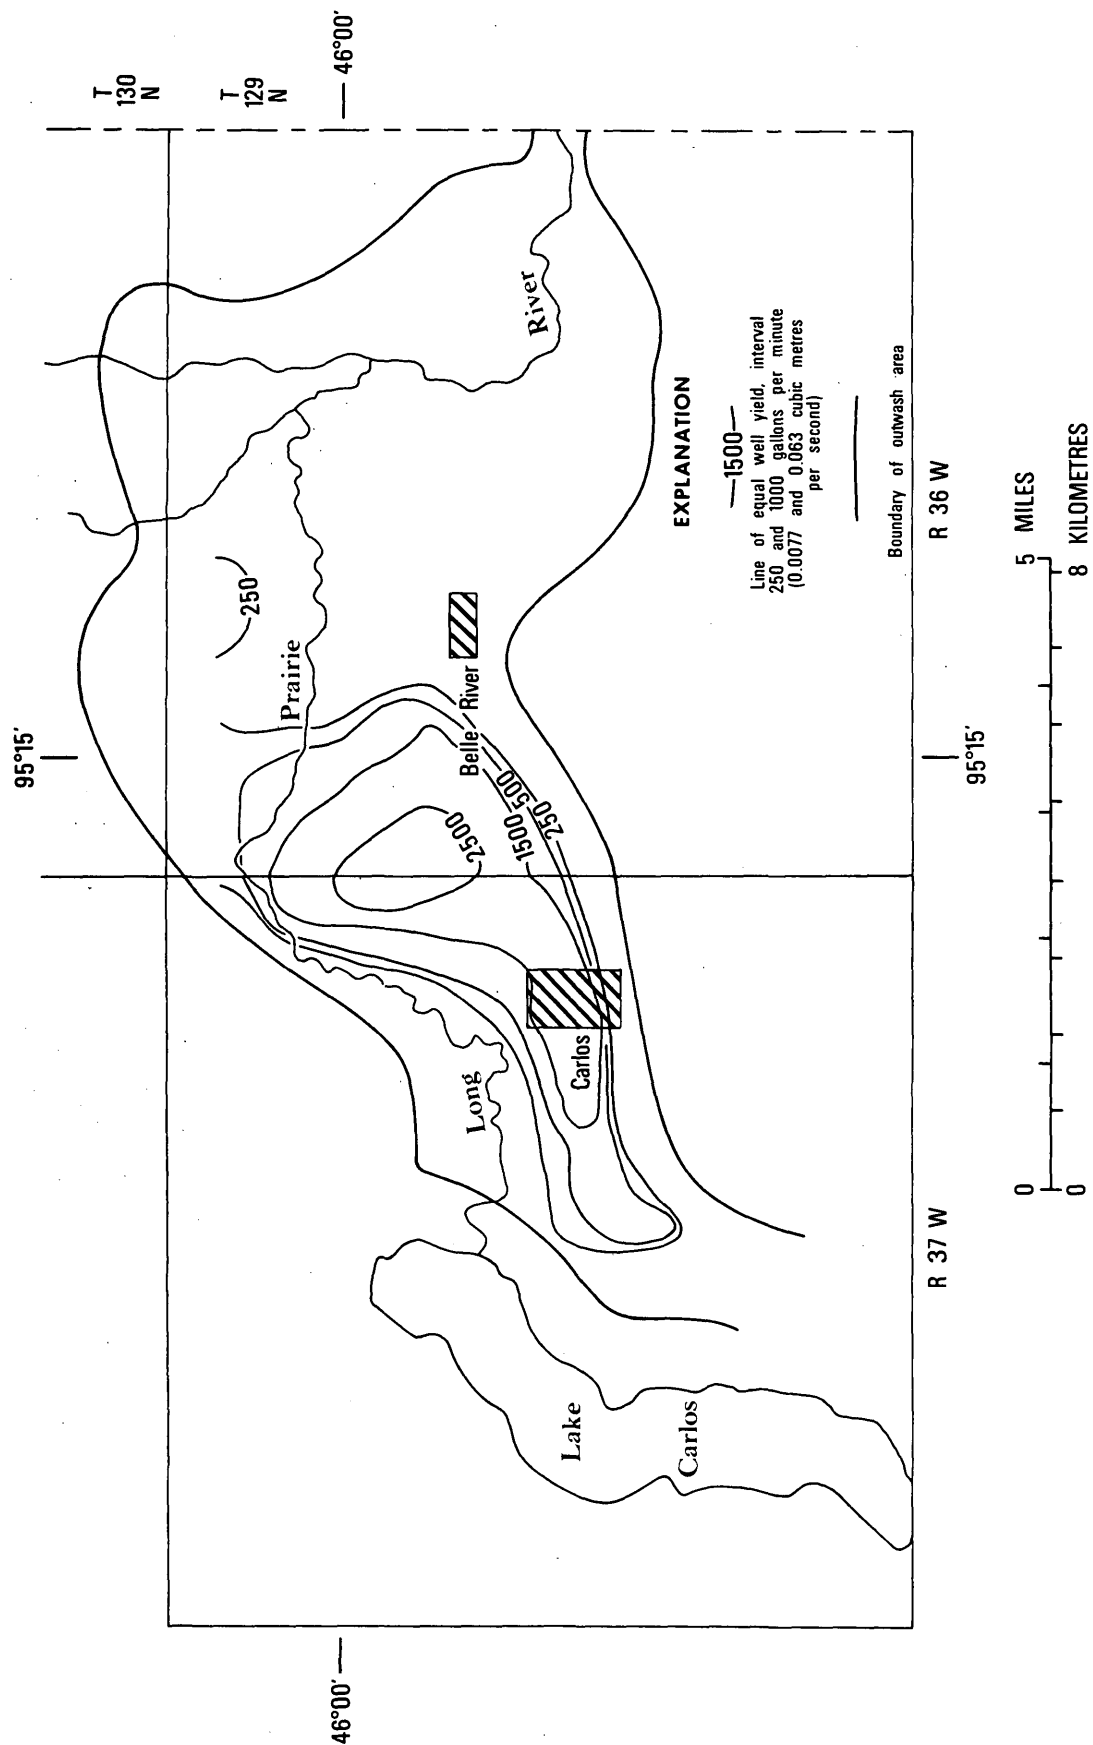 95°15'
T
130
N
T
129
N
46°00'
46°00'
250
Prairie
River
2500
1500
500
250
Belle River
Long
Carlos
Lake
Carlos
EXPLANATION
1500
Line of equal well yield, interval
250 and 1000 gallons per minute
(0.0077 and 0.063 cubic metres
per second)
Boundary of outwash area
R 37 W
95°15'
R 36 W
0 5 MILES
0 8 KILOMETRES